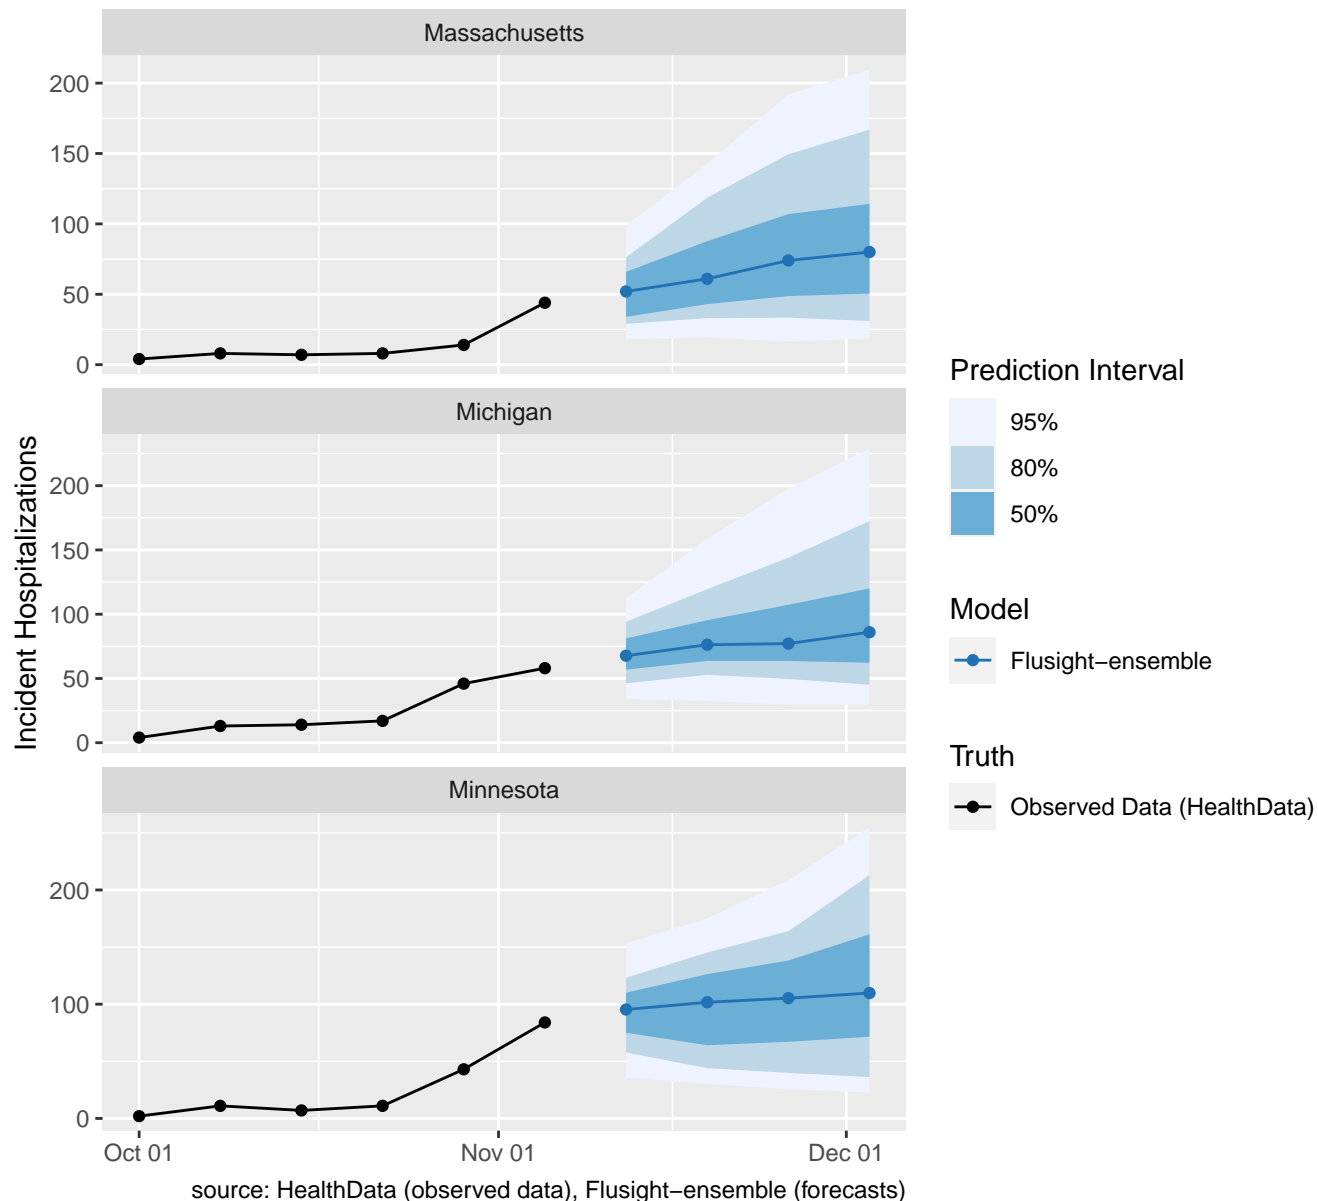 Massachusetts
200
150
100
50
0
Michigan
200
150
100
50
0
Minnesota
200
100
0
Oct 01
Nov 01
Dec 01
Incident Hospitalizations
source: HealthData (observed data), Flusight−ensemble (forecasts)
Prediction Interval
95%
80%
50%
Model
Flusight−ensemble
Truth
Observed Data (HealthData)